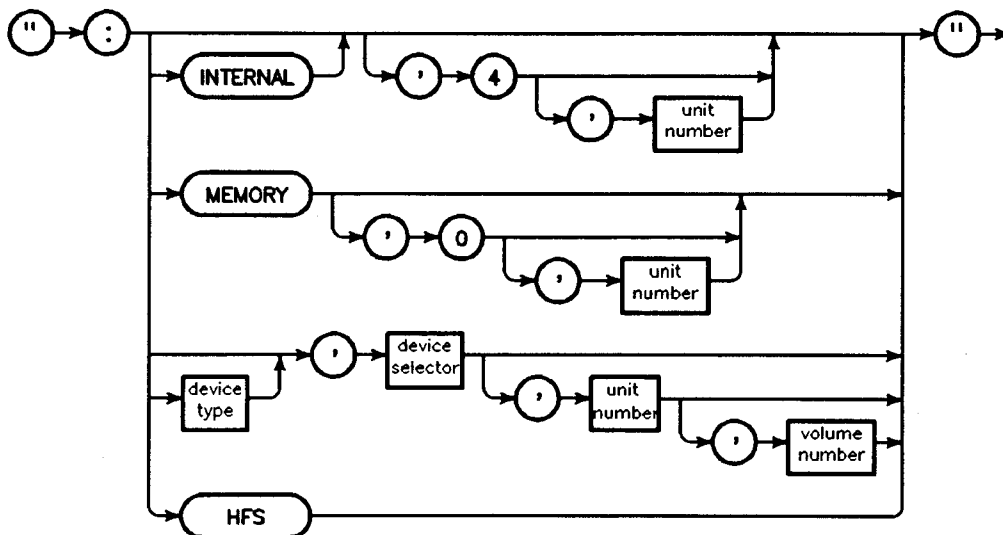 " : "
INTERNAL , 4
, unit
number
MEMORY , 0
, unit
number
, device
selector
device
type
, unit
number
, volume
number
HFS